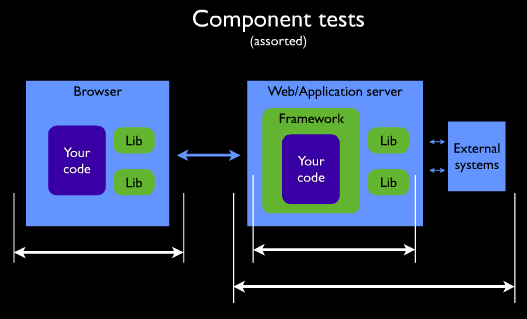 Component tests
(assorted)
Browser
Your
code
Lib
Lib
Web/Application server
Framework
Your
code
Lib
Lib
External
systems